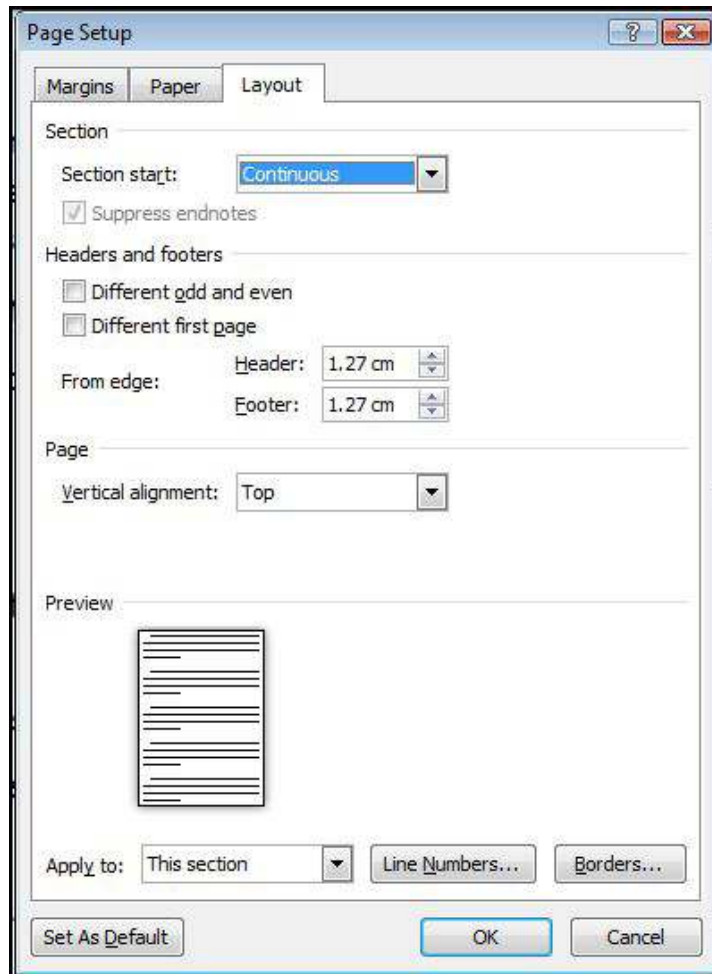 Page Setup
Margins Paper Layout
Section
Section start: Continuous
Suppress endnotes
Headers and footers
Different odd and even
Different first page
From edge:
Header: 1.27 cm
Footer: 1.27 cm
Page
Vertical alignment: Top
Preview
Apply to: This section Line Numbers... Borders...
Set As Default OK Cancel